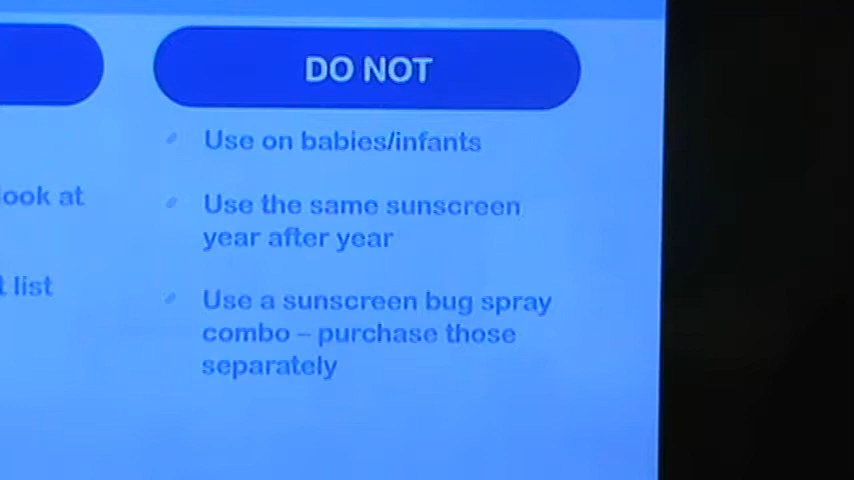 DO NOT
Use on babies/infants
look at
Use the same sunscreen
year after year
t list
Use a sunscreen bug spray
combo – purchase those
separately